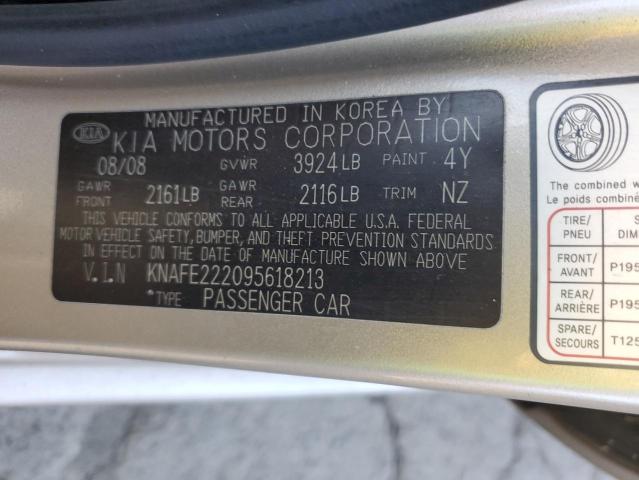 MANUFACTURED IN KOREA BY
KIA KIA MOTORS CORPORATION
08/08 GVWR 3924LB PAINT 4Y
GAWR FRONT 2161LB GAWR REAR 2116LB TRIM NZ
THIS VEHICLE CONFORMS TO ALL APPLICABLE U.S.A. FEDERAL
MOTOR VEHICLE SAFETY, BUMPER, AND THEFT PREVENTION STANDARDS
IN EFFECT ON THE DATE OF MANUFACTURE SHOWN ABOVE
V.I.N KNAFE222095618213
*TYPE PASSENGER CAR
The combined w
Le poids combiné
TIRE/ S
PNEU DIM
FRONT/
AVANT P195
REAR/
ARRIÈRE P195
SPARE/
SECOURS T125